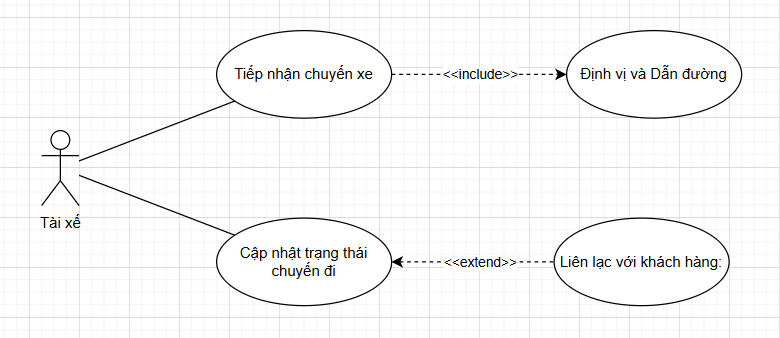 Tiếp nhận chuyến xe
<<include>>
Định vị và Dẫn đường
Tài xế
Cập nhật trạng thái
chuyến đi
<<extend>>
Liên lạc với khách hàng: